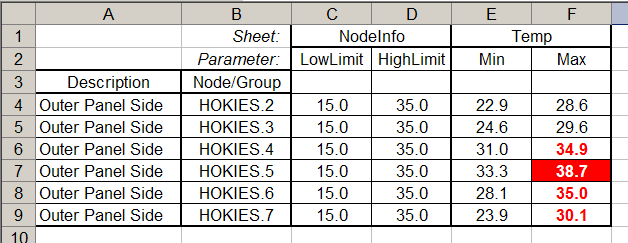 A B C D E F
1 Sheet: NodeInfo Temp
2 Parameter: LowLimit HighLimit Min Max
3 Description Node/Group
4 Outer Panel Side HOKIES.2 15.0 35.0 22.9 28.6
5 Outer Panel Side HOKIES.3 15.0 35.0 24.6 29.6
6 Outer Panel Side HOKIES.4 15.0 35.0 31.0 34.9
7 Outer Panel Side HOKIES.5 15.0 35.0 33.3 38.7
8 Outer Panel Side HOKIES.6 15.0 35.0 28.1 35.0
9 Outer Panel Side HOKIES.7 15.0 35.0 23.9 30.1
10